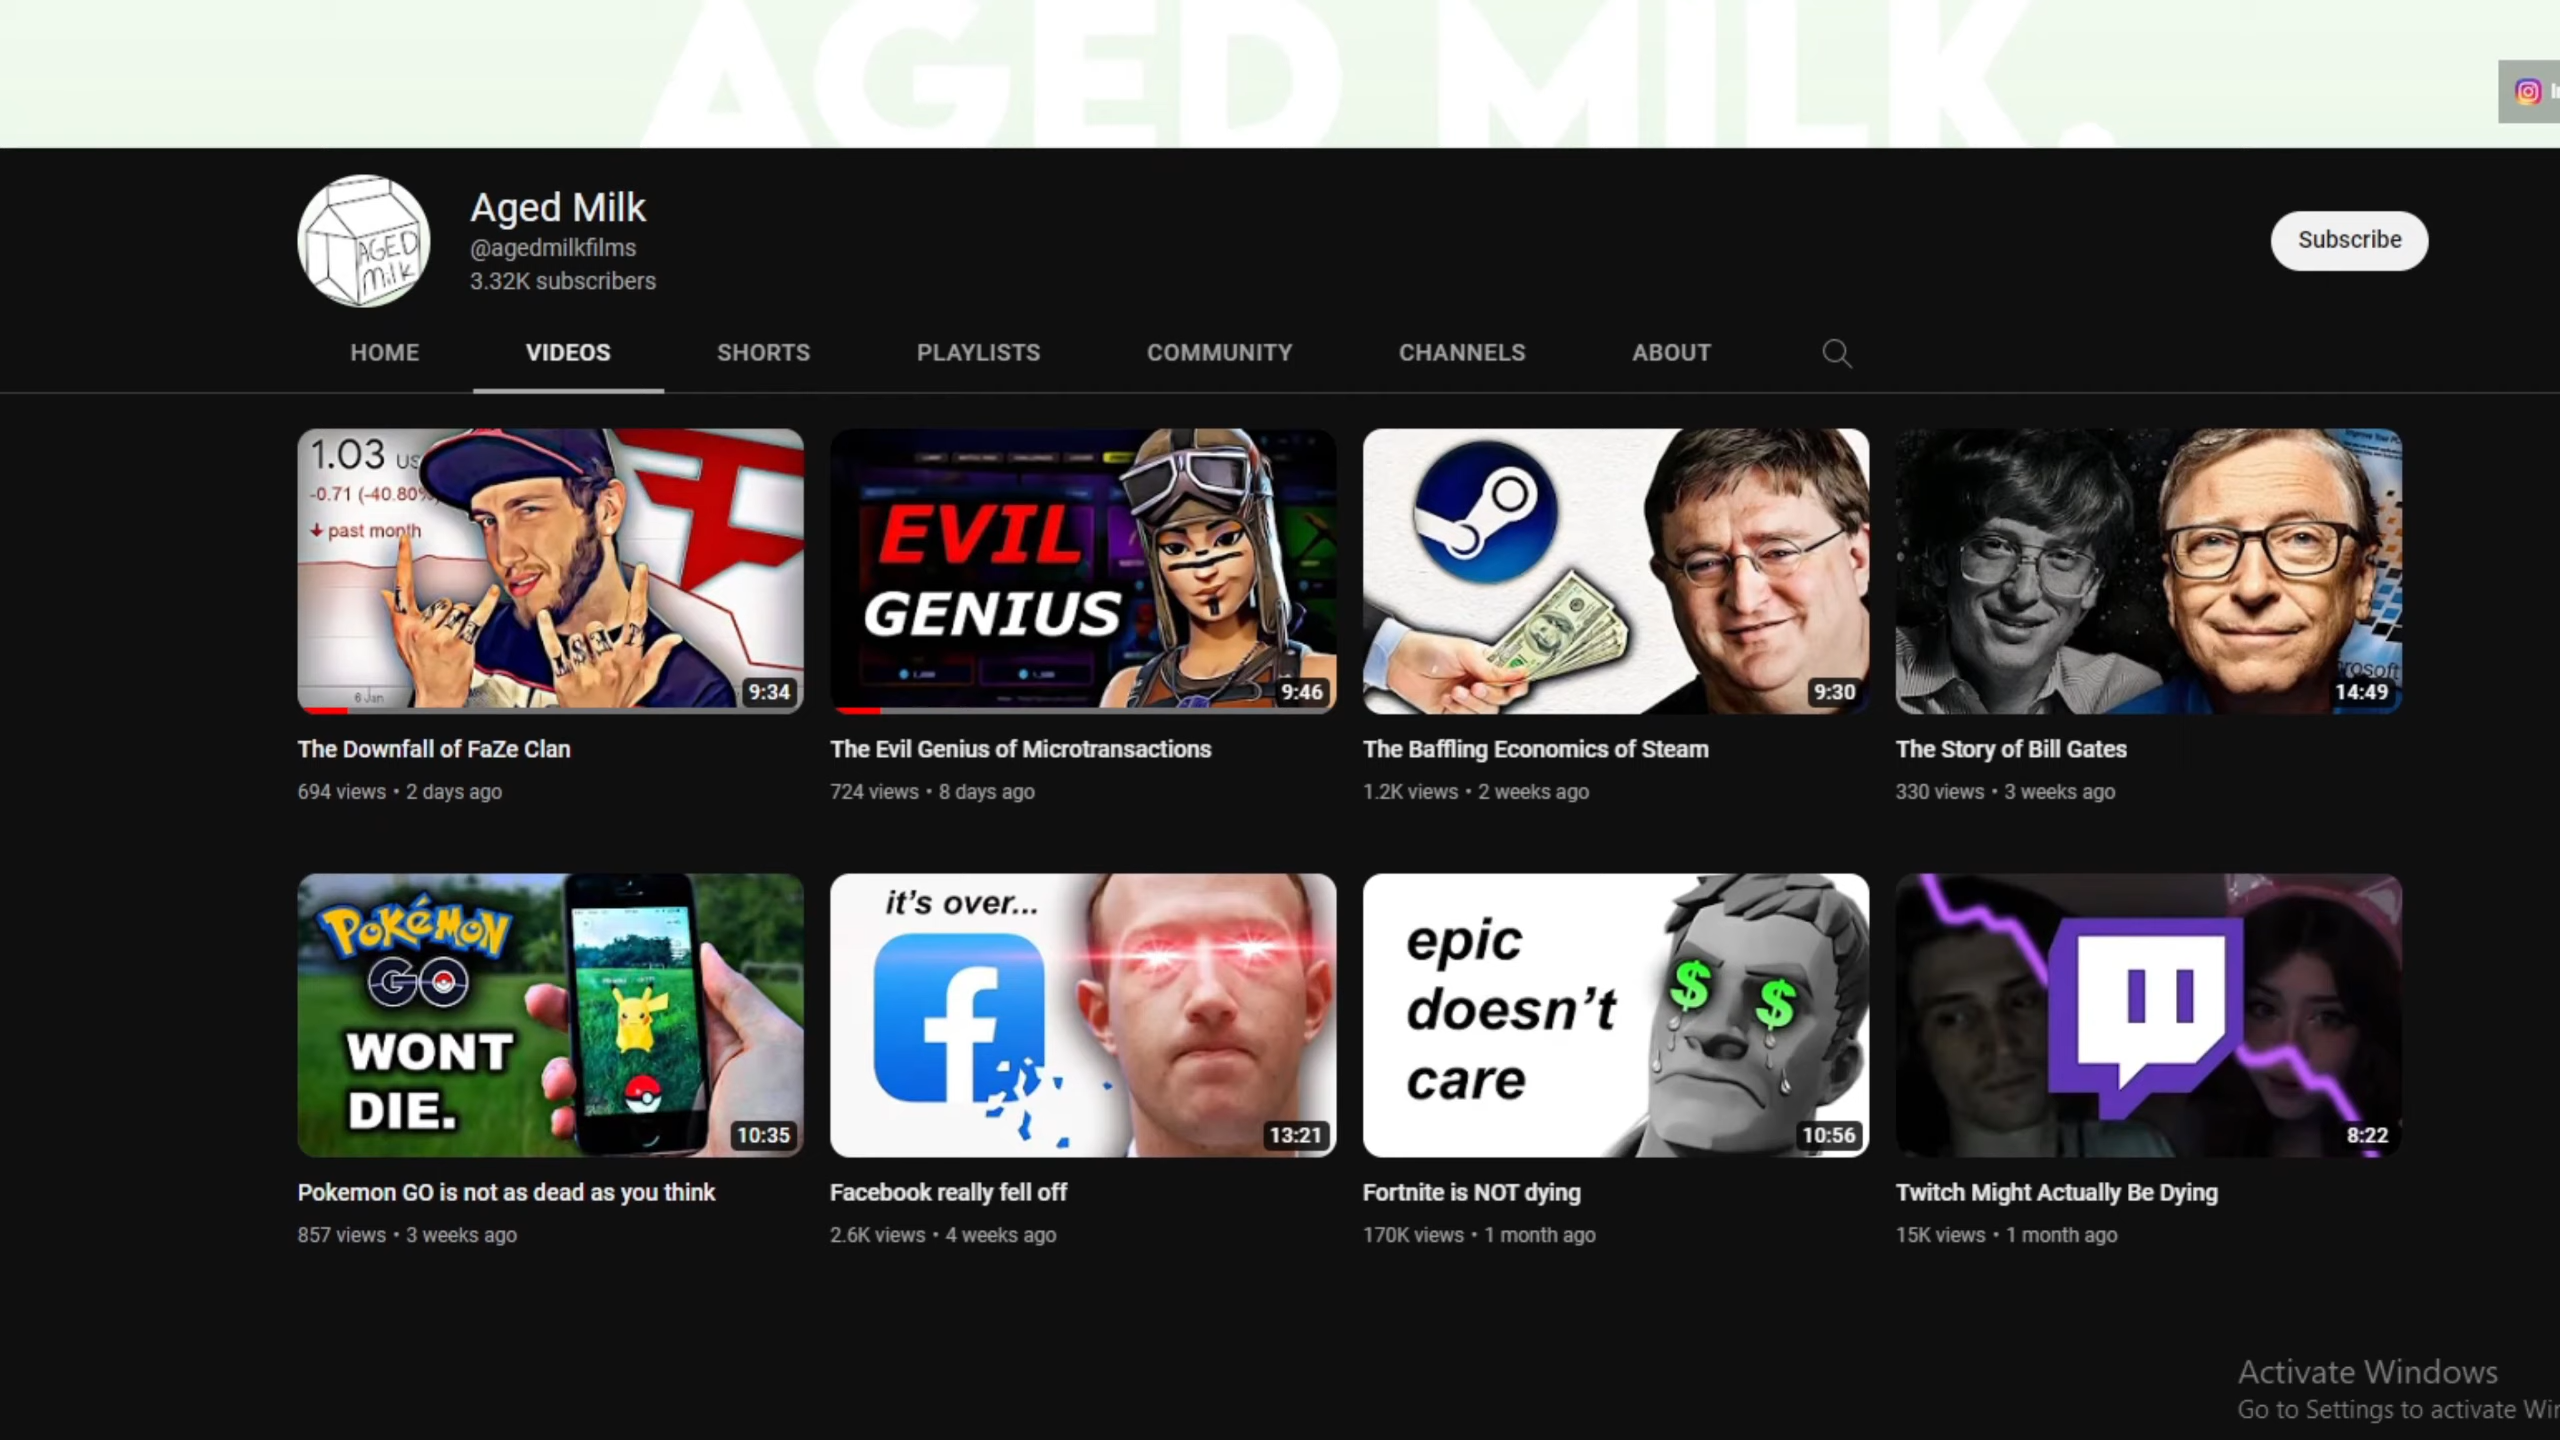 AGED MILK.
AGED
Milk
Aged Milk
@agedmilkfilms
3.32K subscribers
Subscribe
HOME
VIDEOS
SHORTS
PLAYLISTS
COMMUNITY
CHANNELS
ABOUT
1.03 US
-0.71 (-40.80%)
past month
6 Jan
9:34
EVIL
GENIUS
9:46
9:30
rosoft
14:49
The Downfall of FaZe Clan
694 views • 2 days ago
The Evil Genius of Microtransactions
724 views • 8 days ago
The Baffling Economics of Steam
1.2K views • 2 weeks ago
The Story of Bill Gates
330 views • 3 weeks ago
POKéMON
GO
WONT
DIE.
10:35
it's over...
13:21
epic
doesn't
care
10:56
8:22
Pokemon GO is not as dead as you think
857 views • 3 weeks ago
Facebook really fell off
2.6K views • 4 weeks ago
Fortnite is NOT dying
170K views • 1 month ago
Twitch Might Actually Be Dying
15K views • 1 month ago
Activate Windows
Go to Settings to activate Win